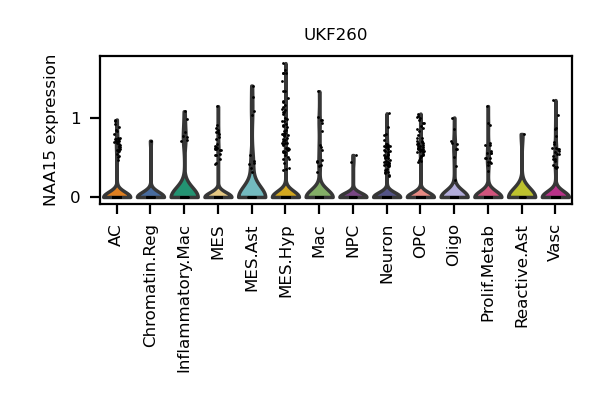 UKF260
NAA15 expression
1
0
AC
Chromatin.Reg
Inflammatory.Mac
MES
MES.Ast
MES.Hyp
Mac
NPC
Neuron
OPC
Oligo
Prolif.Metab
Reactive.Ast
Vasc